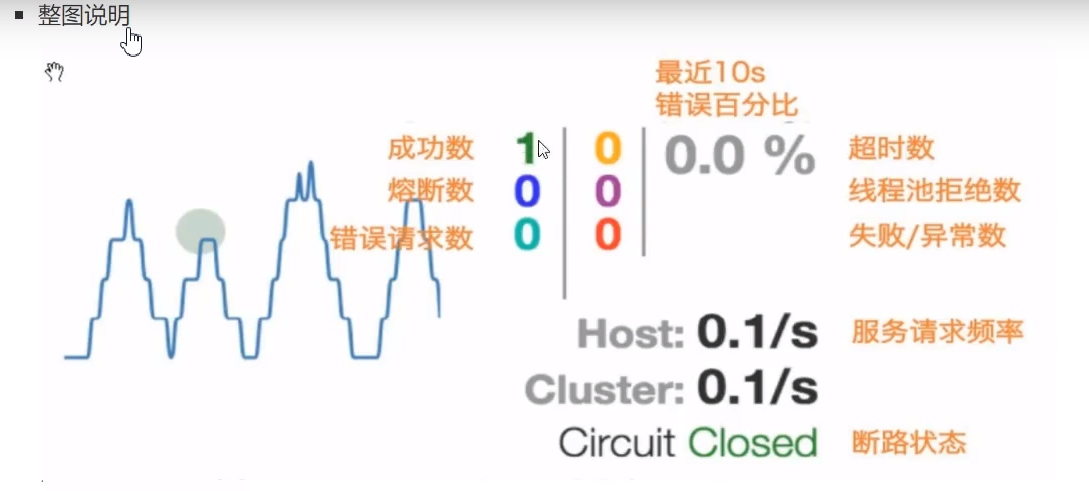 整图说明
最近10s
错误百分比
成功数 1 0 0.0 % 超时数
熔断数 0 0 线程池拒绝数
错误请求数 0 0 失败/异常数
Host: 0.1/s 服务请求频率
Cluster: 0.1/s
Circuit Closed 断路状态